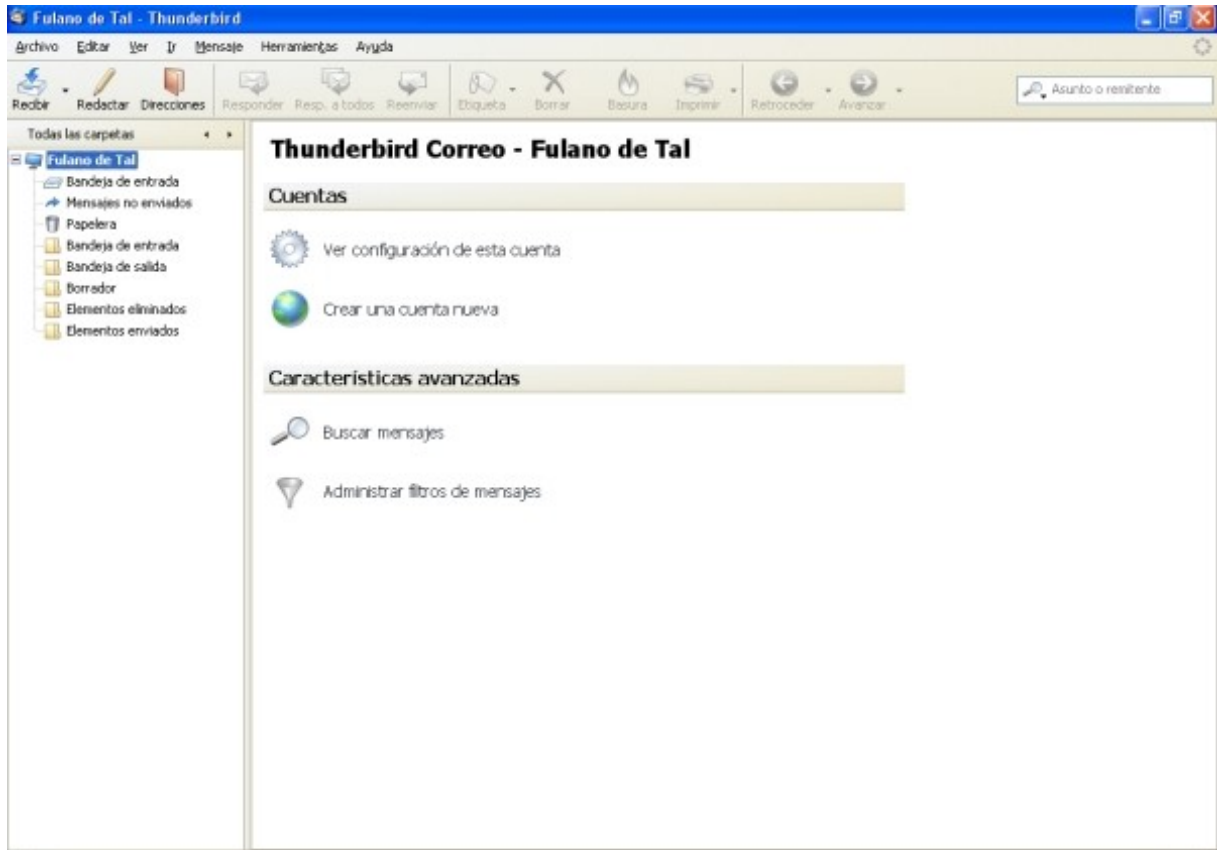 Fulano de Tal - Thunderbird
Archivo Editar Ver Ir Mensaje Herramientas Ayuda
Recibir Redactar Direcciones Responder Resp. a todos Reenviar Etiqueta Borrar Basura Imprimir Retroceder Avanzar Asunto o remitente
Todas las carpetas
Fulano de Tal
Bandeja de entrada
Mensajes no enviados
Papelera
Bandeja de entrada
Bandeja de salida
Borrador
Elementos eliminados
Elementos enviados
Thunderbird Correo - Fulano de Tal
Cuentas
Ver configuración de esta cuenta
Crear una cuenta nueva
Características avanzadas
Buscar mensajes
Administrar filtros de mensajes